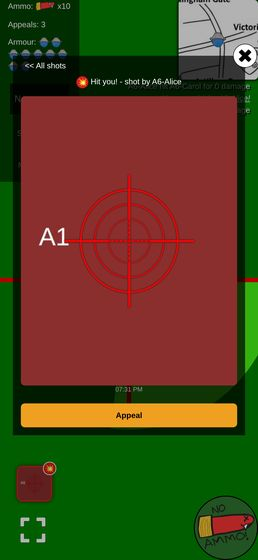 Ammo: x10
Appeals: 3
Armour:
Victori
<< All shots
Hit you! - shot by A6-Alice
A1
07:31 PM
Appeal
NO
AMMO!